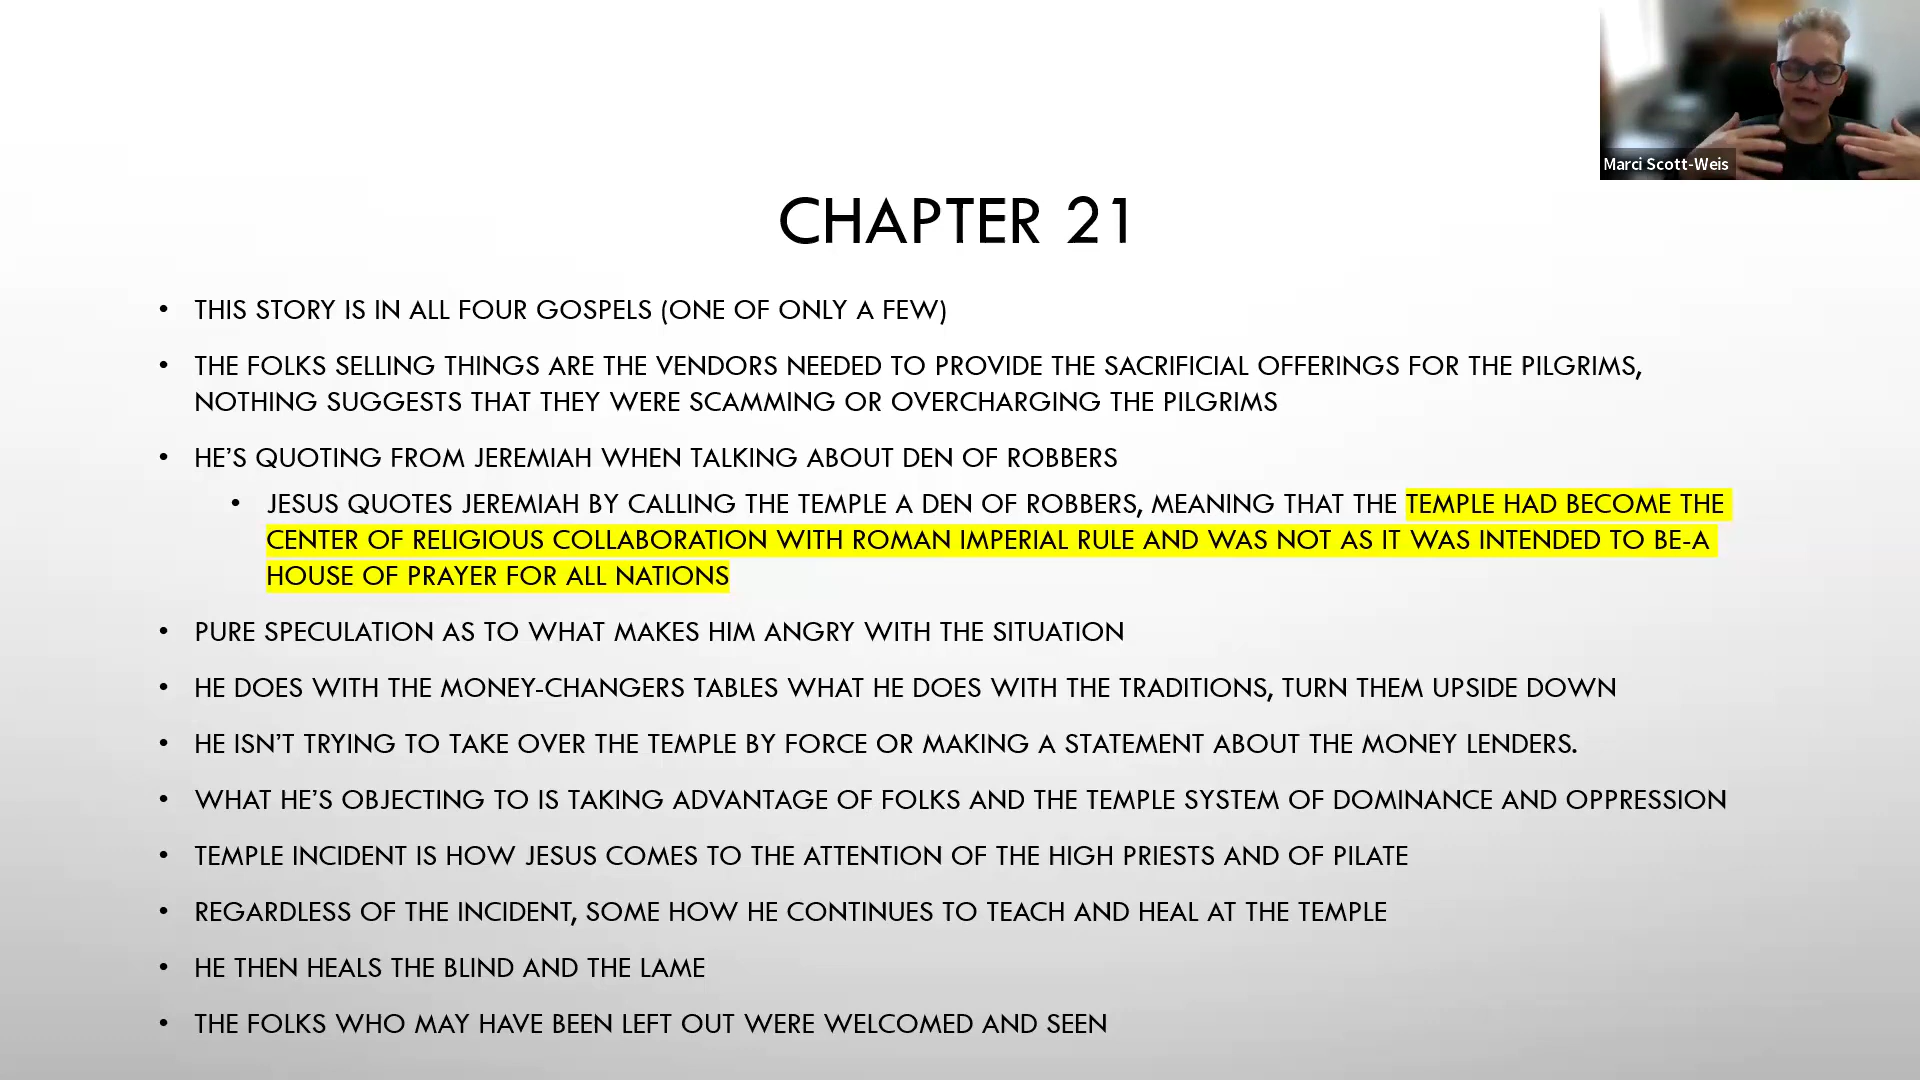 Marci Scott-Weis
CHAPTER 21
• THIS STORY IS IN ALL FOUR GOSPELS (ONE OF ONLY A FEW)
• THE FOLKS SELLING THINGS ARE THE VENDORS NEEDED TO PROVIDE THE SACRIFICIAL OFFERINGS FOR THE PILGRIMS,
NOTHING SUGGESTS THAT THEY WERE SCAMMING OR OVERCHARGING THE PILGRIMS
• HE’S QUOTING FROM JEREMIAH WHEN TALKING ABOUT DEN OF ROBBERS
• JESUS QUOTES JEREMIAH BY CALLING THE TEMPLE A DEN OF ROBBERS, MEANING THAT THE TEMPLE HAD BECOME THE
CENTER OF RELIGIOUS COLLABORATION WITH ROMAN IMPERIAL RULE AND WAS NOT AS IT WAS INTENDED TO BE-A
HOUSE OF PRAYER FOR ALL NATIONS
• PURE SPECULATION AS TO WHAT MAKES HIM ANGRY WITH THE SITUATION
• HE DOES WITH THE MONEY-CHANGERS TABLES WHAT HE DOES WITH THE TRADITIONS, TURN THEM UPSIDE DOWN
• HE ISN’T TRYING TO TAKE OVER THE TEMPLE BY FORCE OR MAKING A STATEMENT ABOUT THE MONEY LENDERS.
• WHAT HE’S OBJECTING TO IS TAKING ADVANTAGE OF FOLKS AND THE TEMPLE SYSTEM OF DOMINANCE AND OPPRESSION
• TEMPLE INCIDENT IS HOW JESUS COMES TO THE ATTENTION OF THE HIGH PRIESTS AND OF PILATE
• REGARDLESS OF THE INCIDENT, SOME HOW HE CONTINUES TO TEACH AND HEAL AT THE TEMPLE
• HE THEN HEALS THE BLIND AND THE LAME
• THE FOLKS WHO MAY HAVE BEEN LEFT OUT WERE WELCOMED AND SEEN